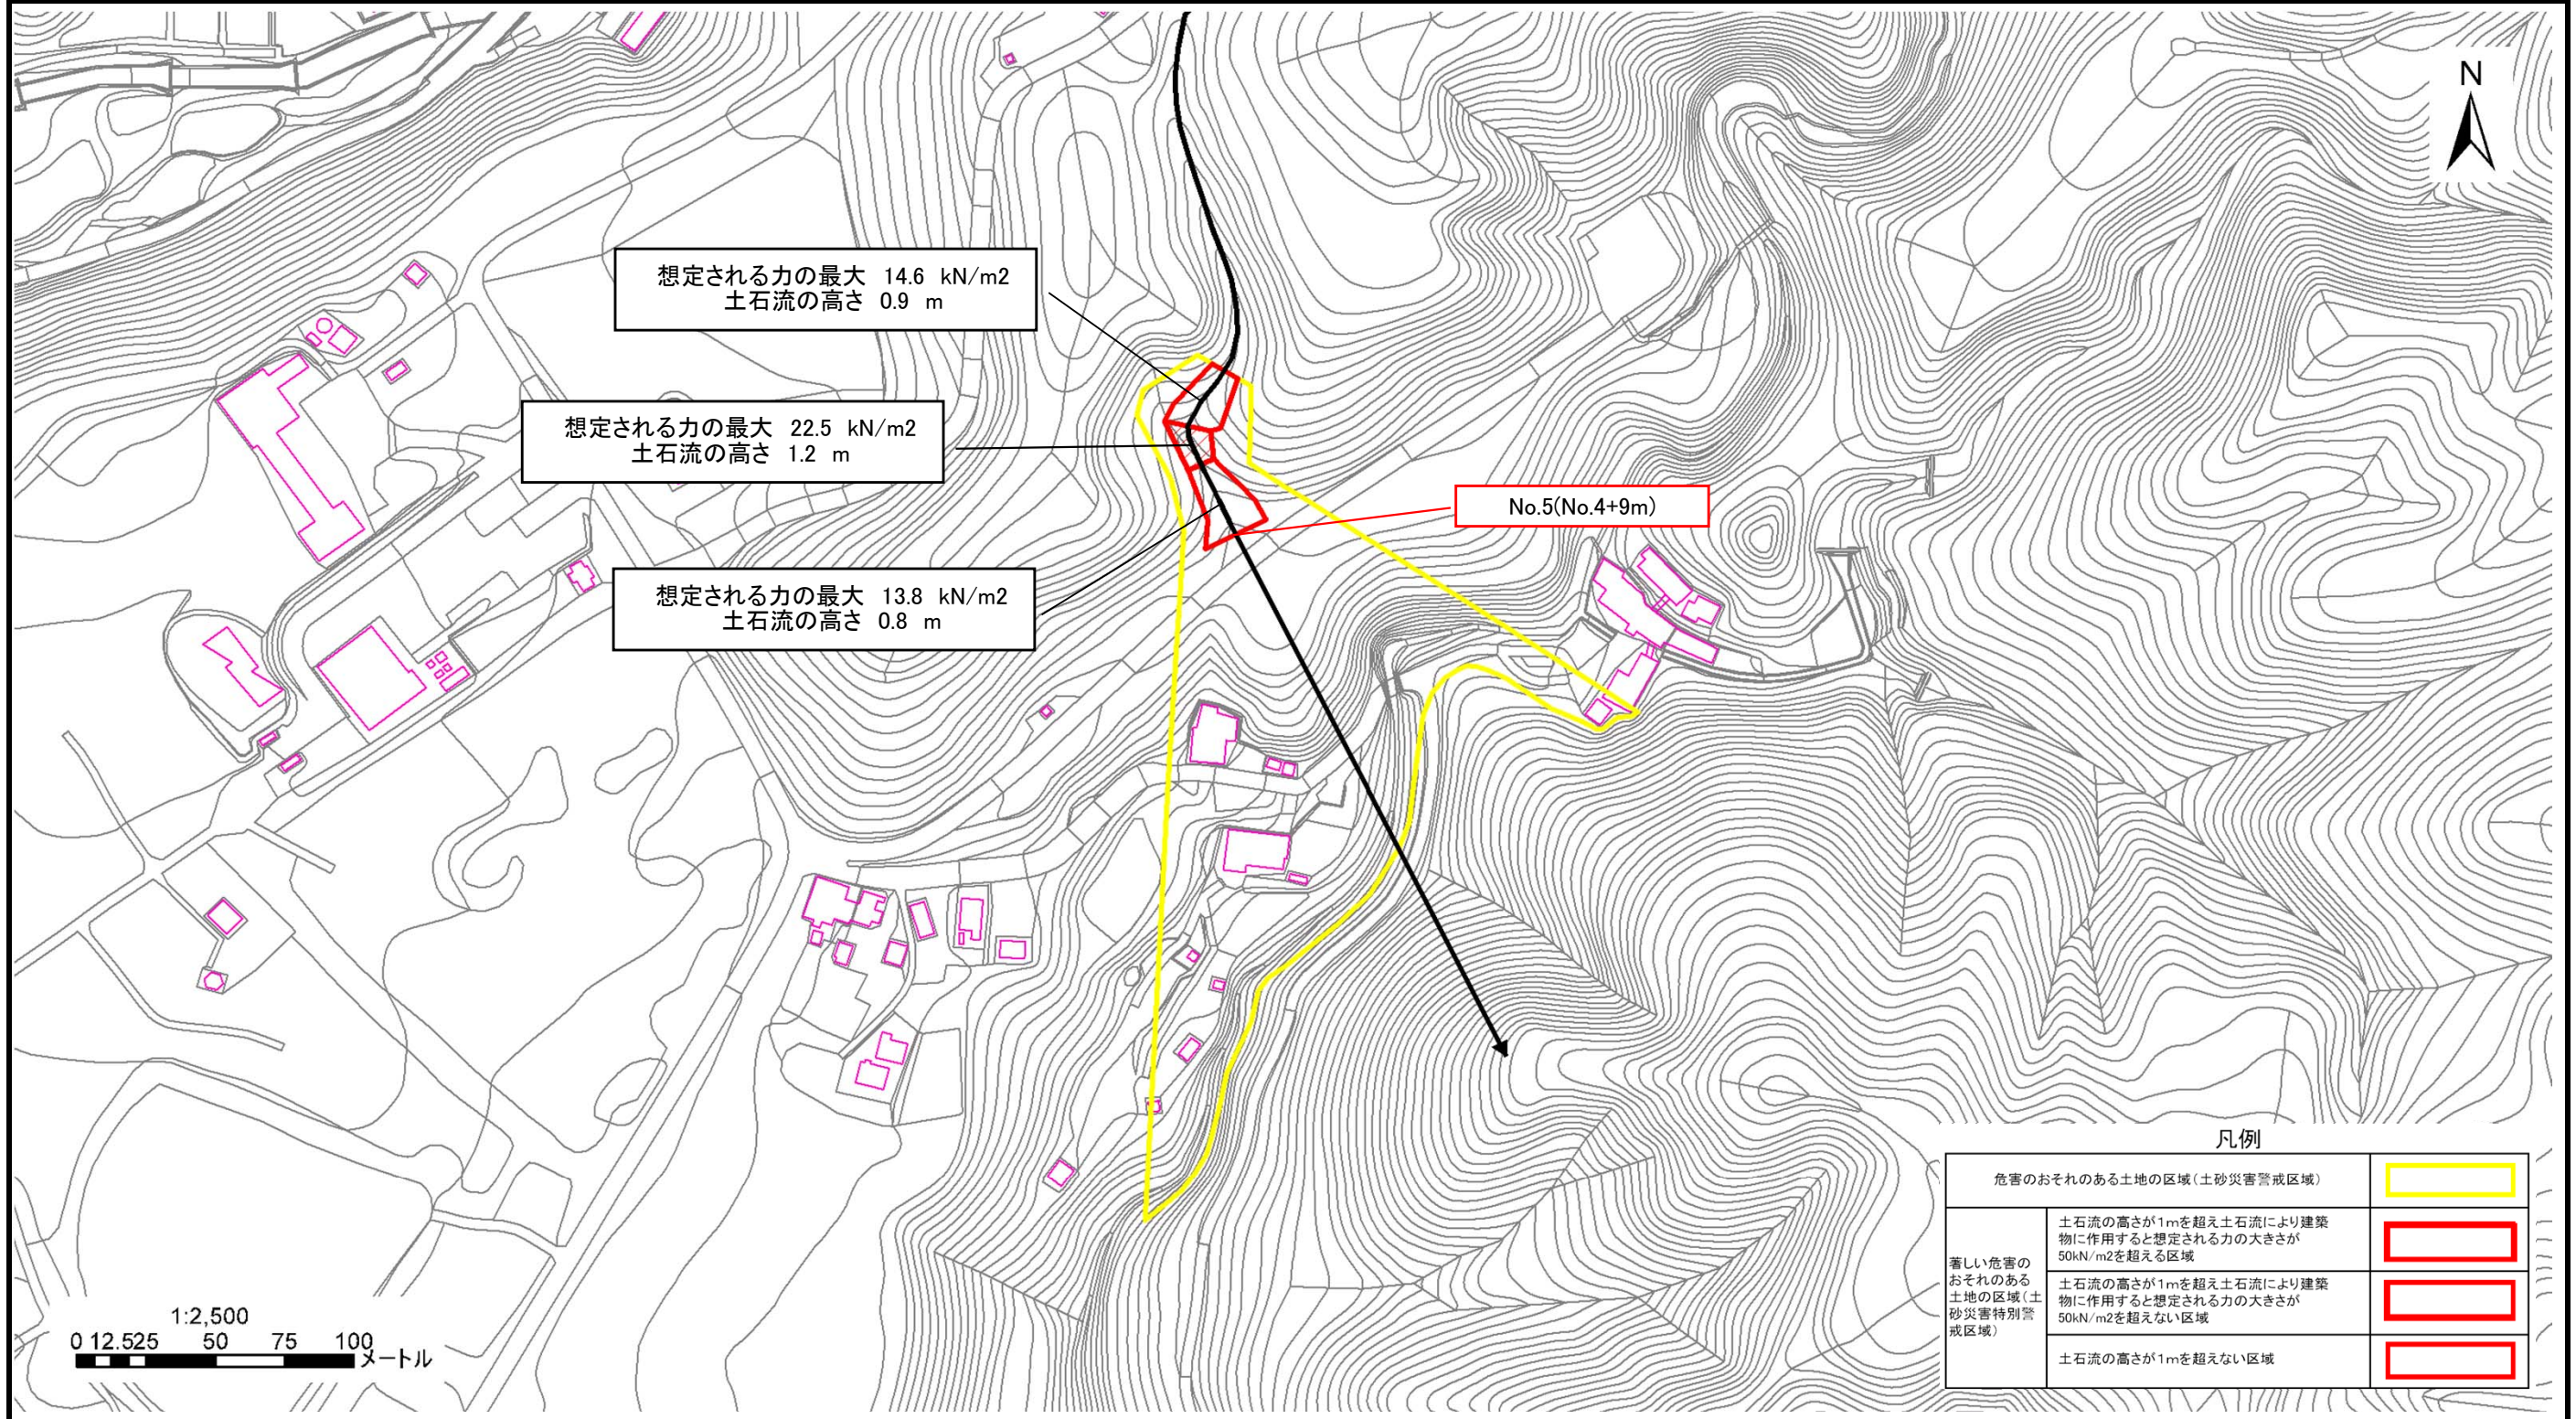 N
想定される力の最大 14.6 kN/m2
土石流の高さ 0.9 m
想定される力の最大 22.5 kN/m2
土石流の高さ 1.2 m
No.5(No.4+9m)
想定される力の最大 13.8 kN/m2
土石流の高さ 0.8 m
凡例
危害のおそれのある土地の区域(土砂災害警戒区域)
著しい危害の
おそれのある
土地の区域(土
砂災害特別警
戒区域)
土石流の高さが1mを超え土石流により建築
物に作用すると想定される力の大きさが
50kN/m2を超える区域
土石流の高さが1mを超え土石流により建築
物に作用すると想定される力の大きさが
50kN/m2を超えない区域
土石流の高さが1mを超えない区域
1:2,500
0 12.525 50 75 100
メートル